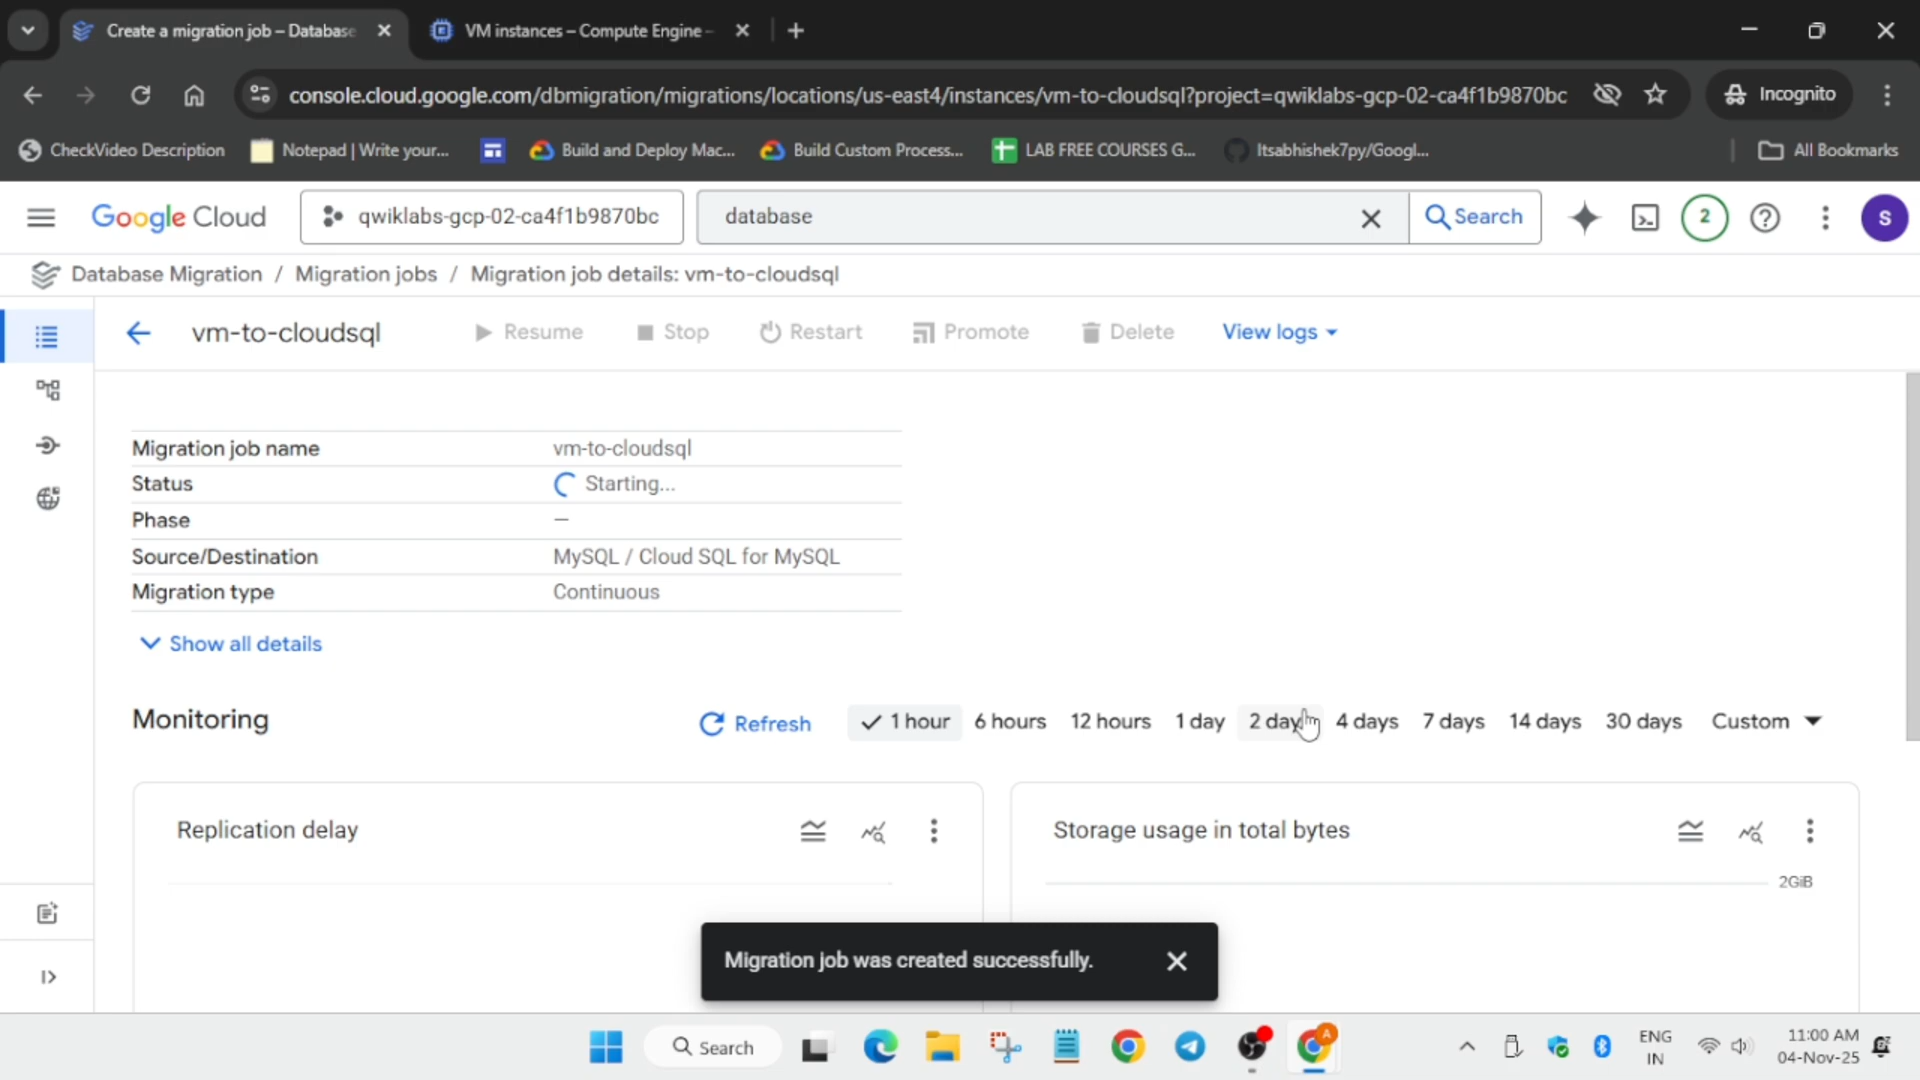 Create a migration job – Database
VM instances – Compute Engine –
console.cloud.google.com/dbmigration/migrations/locations/us-east4/instances/vm-to-cloudsql?project=qwiklabs-gcp-02-ca4f1b9870bc
Incognito
CheckVideo Description
Notepad | Write your...
Build and Deploy Mac...
Build Custom Process...
LAB FREE COURSES G...
Itsabhishek7py/Googl...
All Bookmarks
Google Cloud
qwiklabs-gcp-02-ca4f1b9870bc
database
Search
2
S
Database Migration / Migration jobs / Migration job details: vm-to-cloudsql
vm-to-cloudsql
Resume
Stop
Restart
Promote
Delete
View logs
Migration job name vm-to-cloudsql
Status Starting...
Phase —
Source/Destination MySQL / Cloud SQL for MySQL
Migration type Continuous
Show all details
Monitoring
Refresh
1 hour 6 hours 12 hours 1 day 2 day 4 days 7 days 14 days 30 days Custom
Replication delay
Storage usage in total bytes
2GiB
Migration job was created successfully.
Search
A
ENG
IN
11:00 AM
04-Nov-25